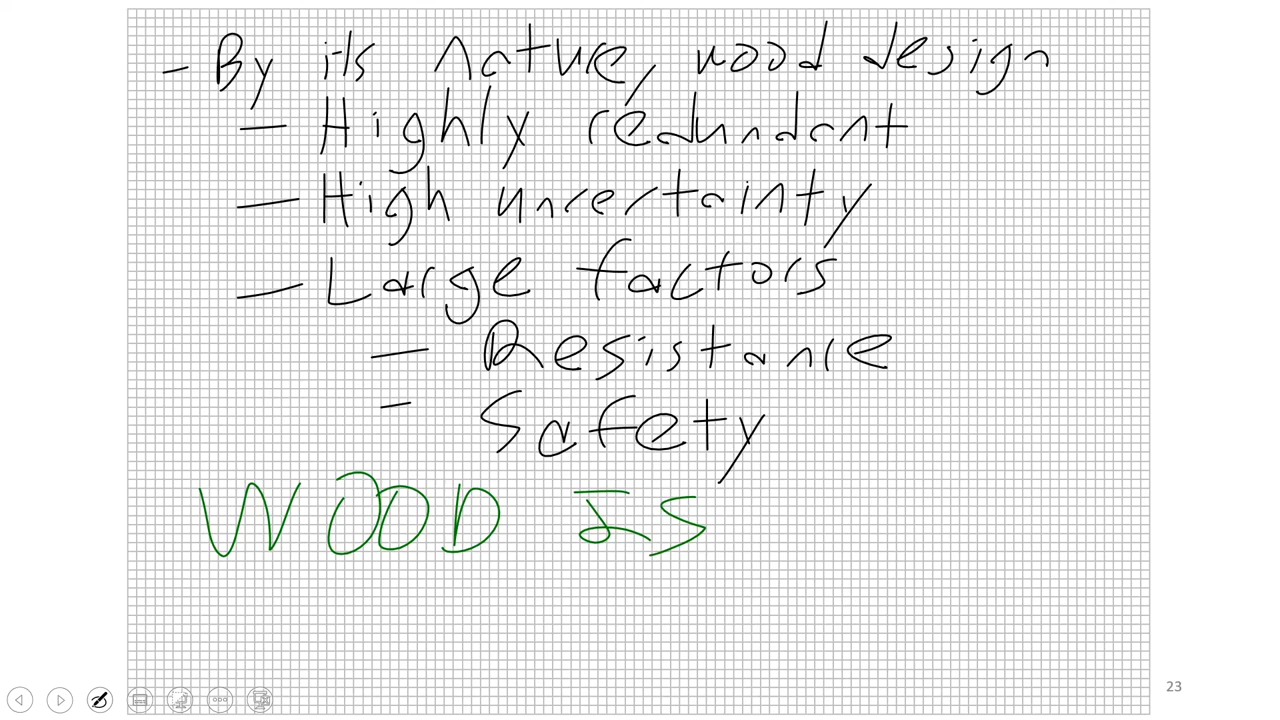 - By its nature, wood design
- Highly redundant
- High uncertainty
- Large factors
- Resistance
- Safety
WOOD IS
23